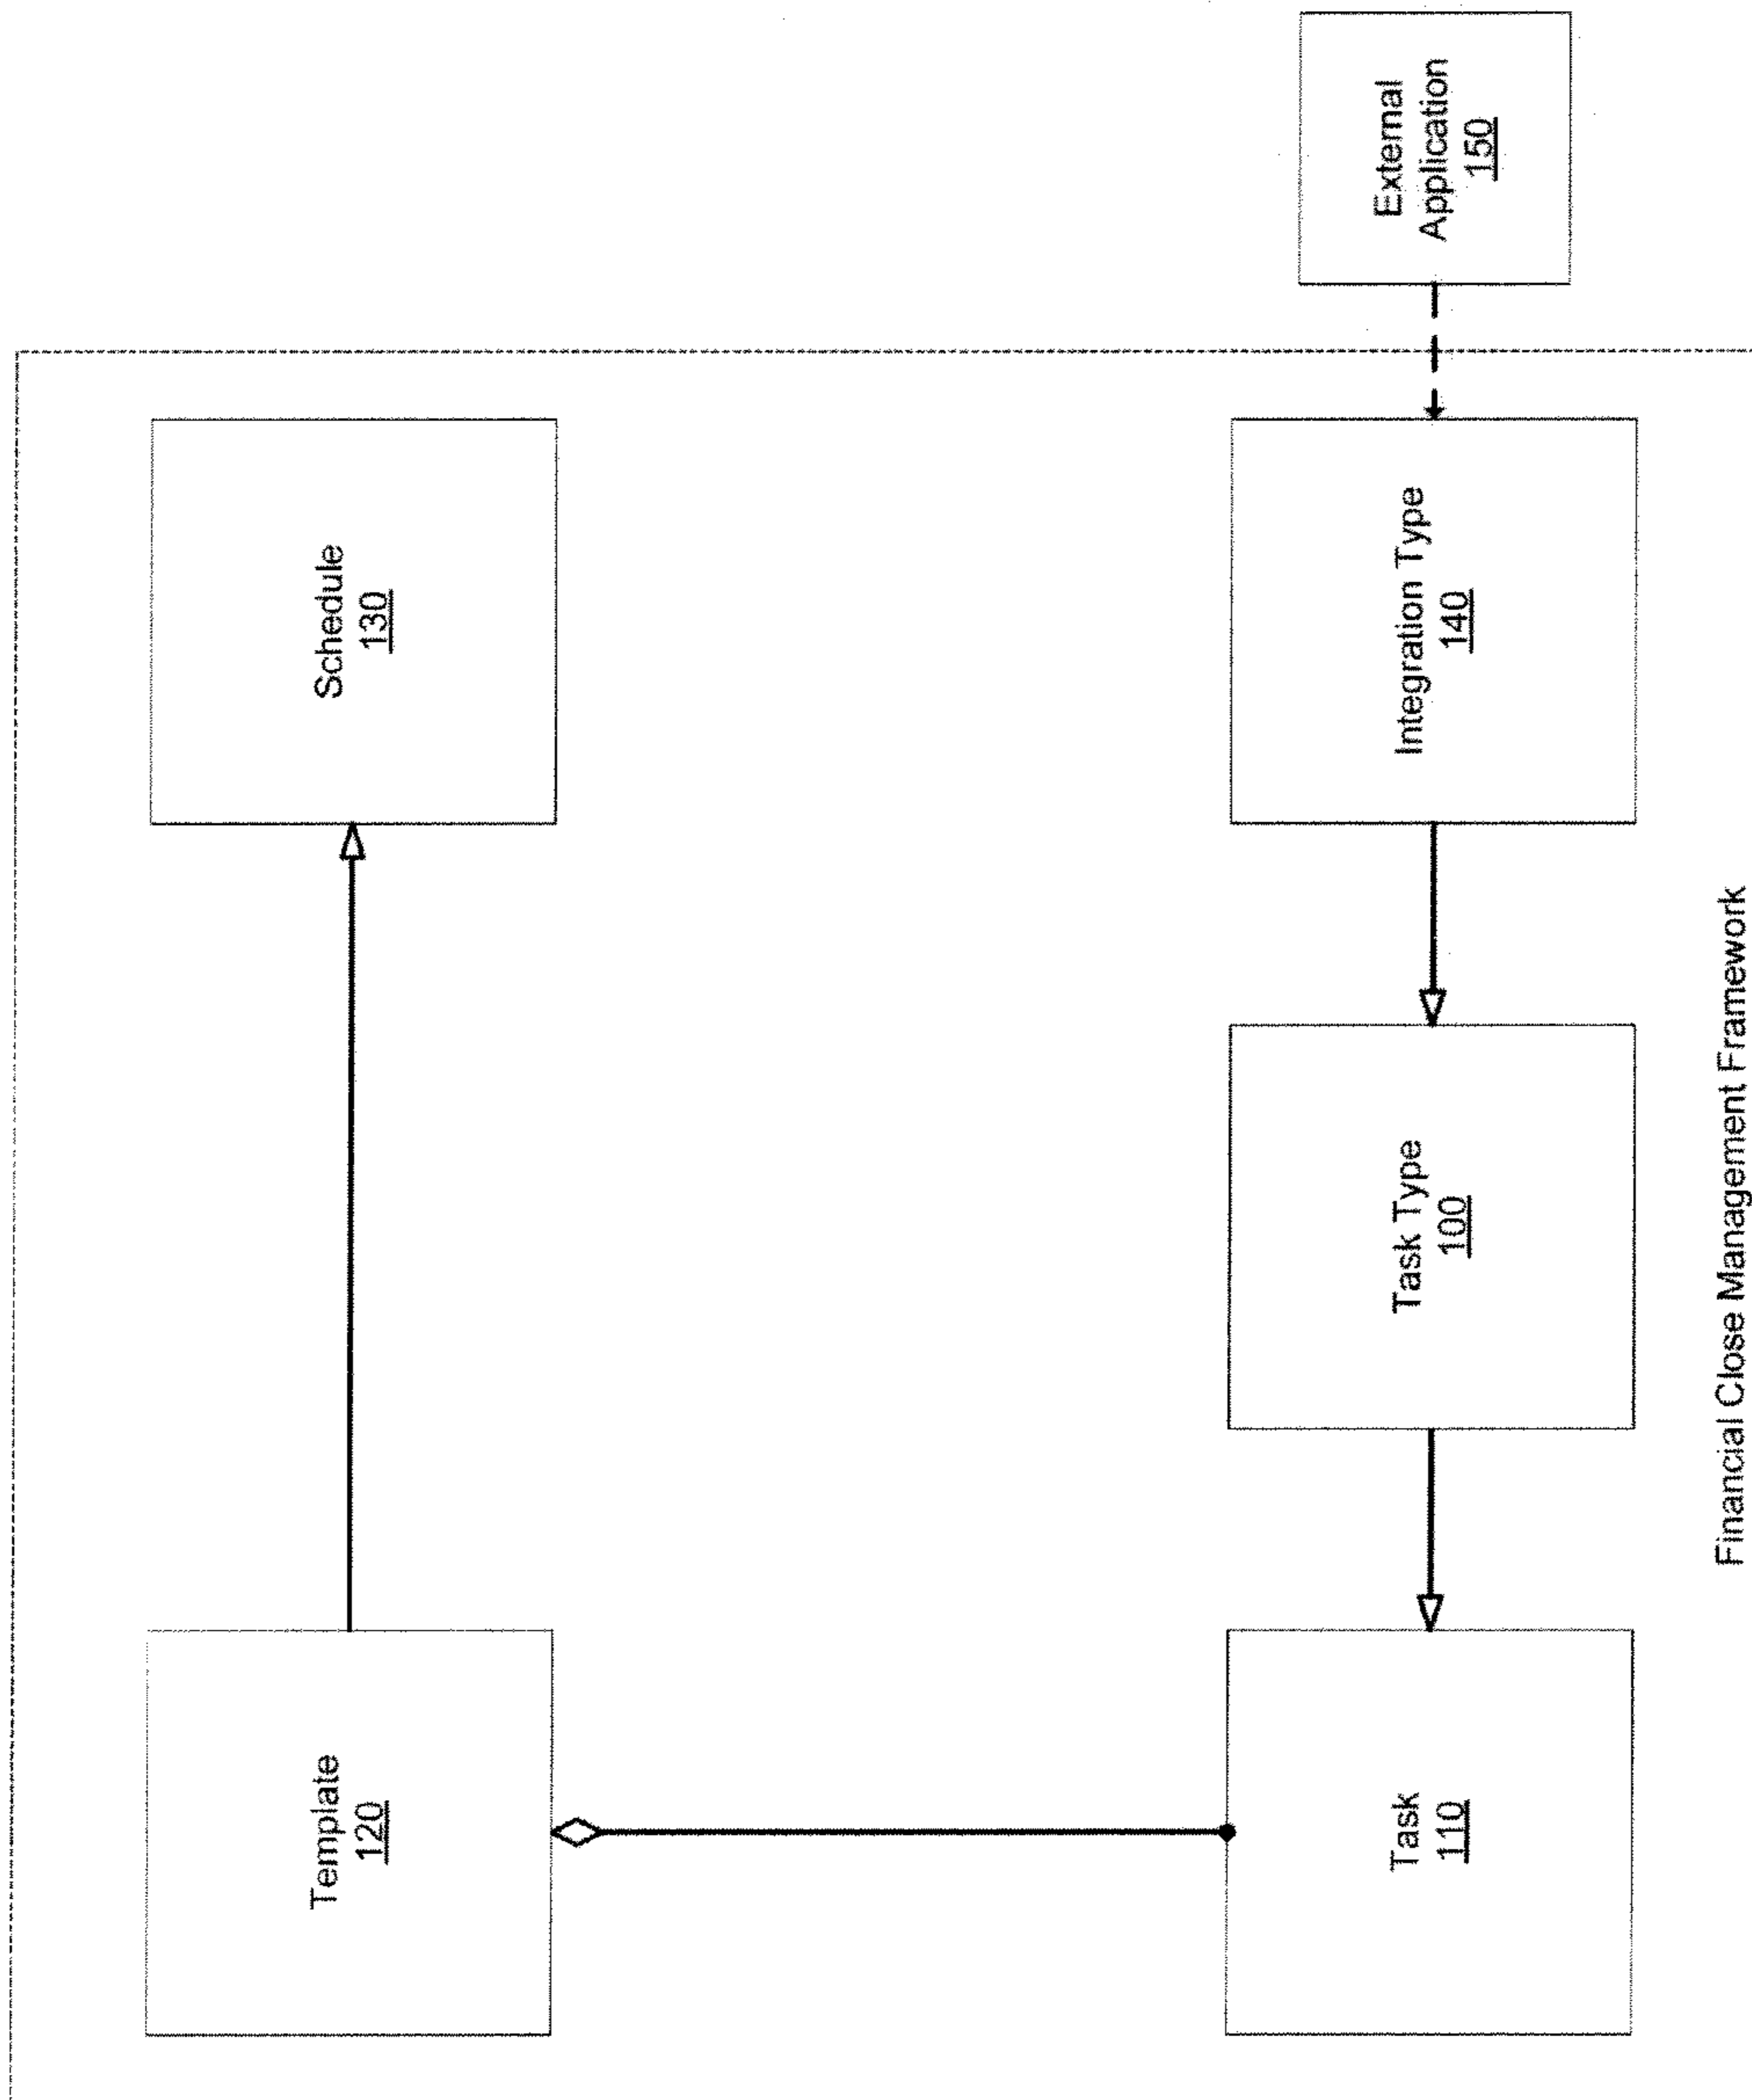 Template
120
Schedule
130
Task
110
Task Type
100
Integration Type
140
External
Application
150
Financial Close Management Framework